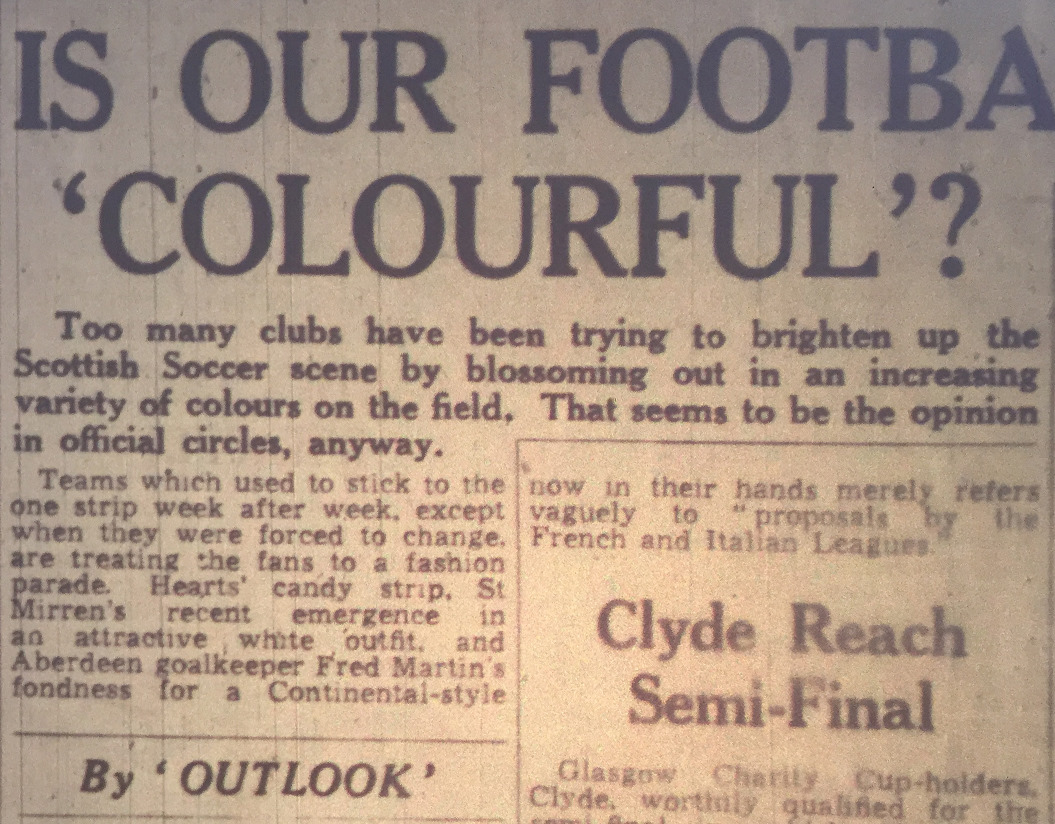 IS OUR FOOTBA
‘COLOURFUL’?
Too many clubs have been trying to brighten up the
Scottish Soccer scene by blossoming out in an increasing
variety of colours on the field. That seems to be the opinion
in official circles, anyway.
Teams which used to stick to the
one strip week after week, except
when they were forced to change,
are treating the fans to a fashion
parade. Hearts' candy strip, St
Mirren's recent emergence in
an attractive white outfit, and
Aberdeen goalkeeper Fred Martin's
fondness for a Continental-style
By ‘OUTLOOK’
now in their hands merely refers
vaguely to "proposals by the
French and Italian Leagues."
Clyde Reach
Semi-Final
Glasgow Charity Cup-holders,
Clyde, worthily qualified for the
semi-final